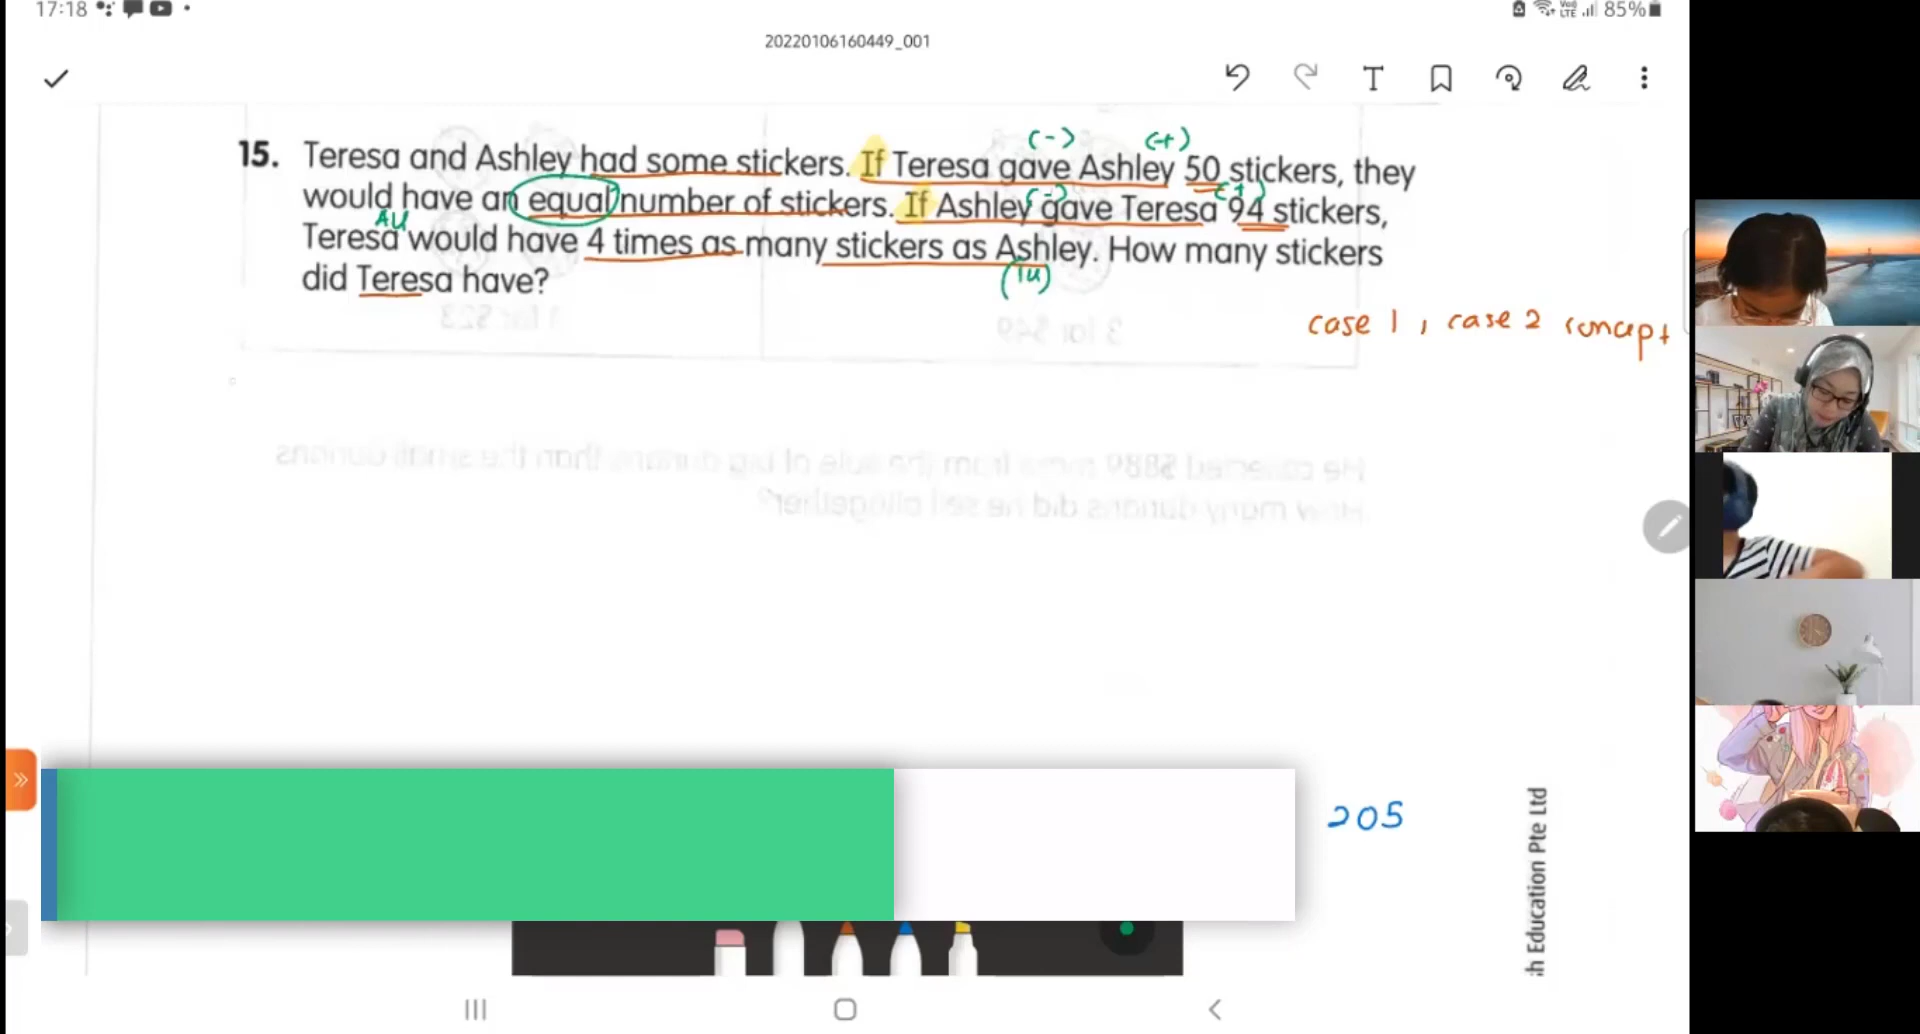 17:18
85%
20220106160449_001
(-) (+)
15. Teresa and Ashley had some stickers. If Teresa gave Ashley 50 stickers, they
(-) (+)
would have an equal number of stickers. If Ashley gave Teresa 94 stickers,
4u
Teresa would have 4 times as many stickers as Ashley. How many stickers
(1u)
did Teresa have?
case 1, case 2 concept
205
h Education Pte Ltd